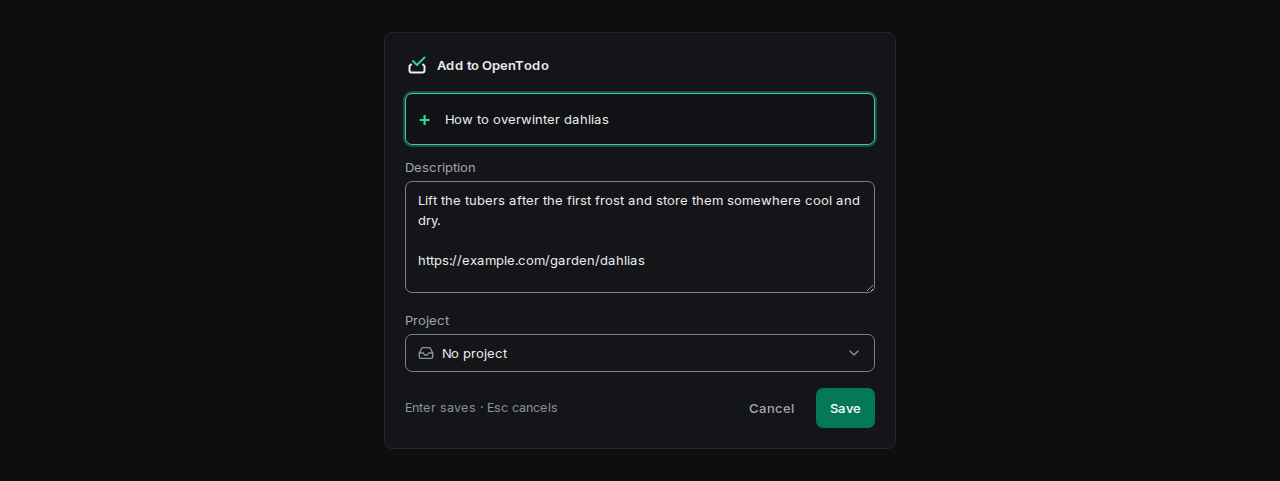 Add to OpenTodo
+ How to overwinter dahlias
Description
Lift the tubers after the first frost and store them somewhere cool and
dry.
https://example.com/garden/dahlias
Project
No project
Enter saves · Esc cancels
Cancel
Save